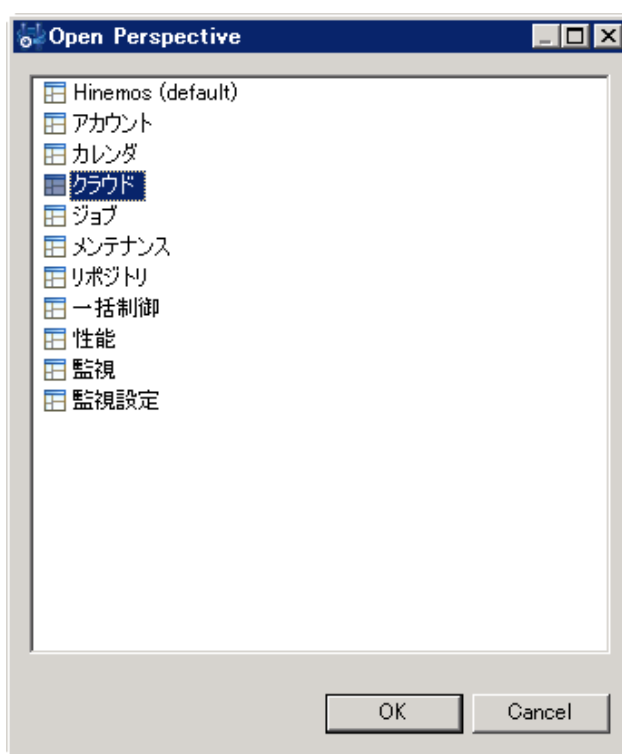 Open Perspective
Hinemos (default)
アカウント
カレンダ
クラウド
ジョブ
メンテナンス
リポジトリ
一括制御
性能
監視
監視設定
OK
Cancel